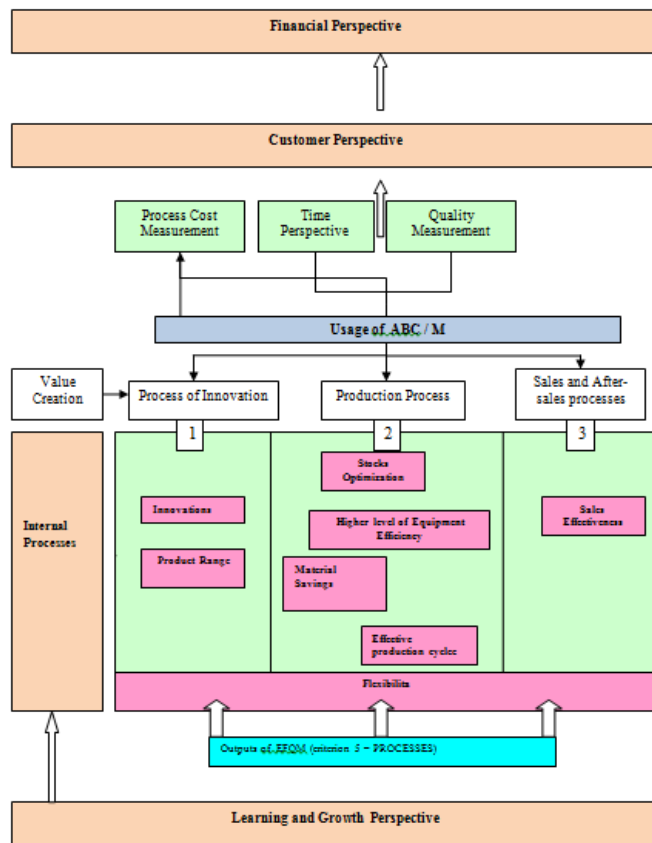 Financial Perspective
Customer Perspective
Process Cost
Measurement
Time
Perspective
Quality
Measurement
Usage of ABC / M
Value
Creation
Process of Innovation
Production Process
Sales and After-
sales processes
1
2
3
Internal
Processes
Innovations
Product Range
Stocks
Optimization
Higher level of Equipment
Efficiency
Material
Savings
Effective
production cycles
Sales
Effectiveness
Flexibilita
Outputs of EFQM (criterion 5 – PROCESSES)
Learning and Growth Perspective